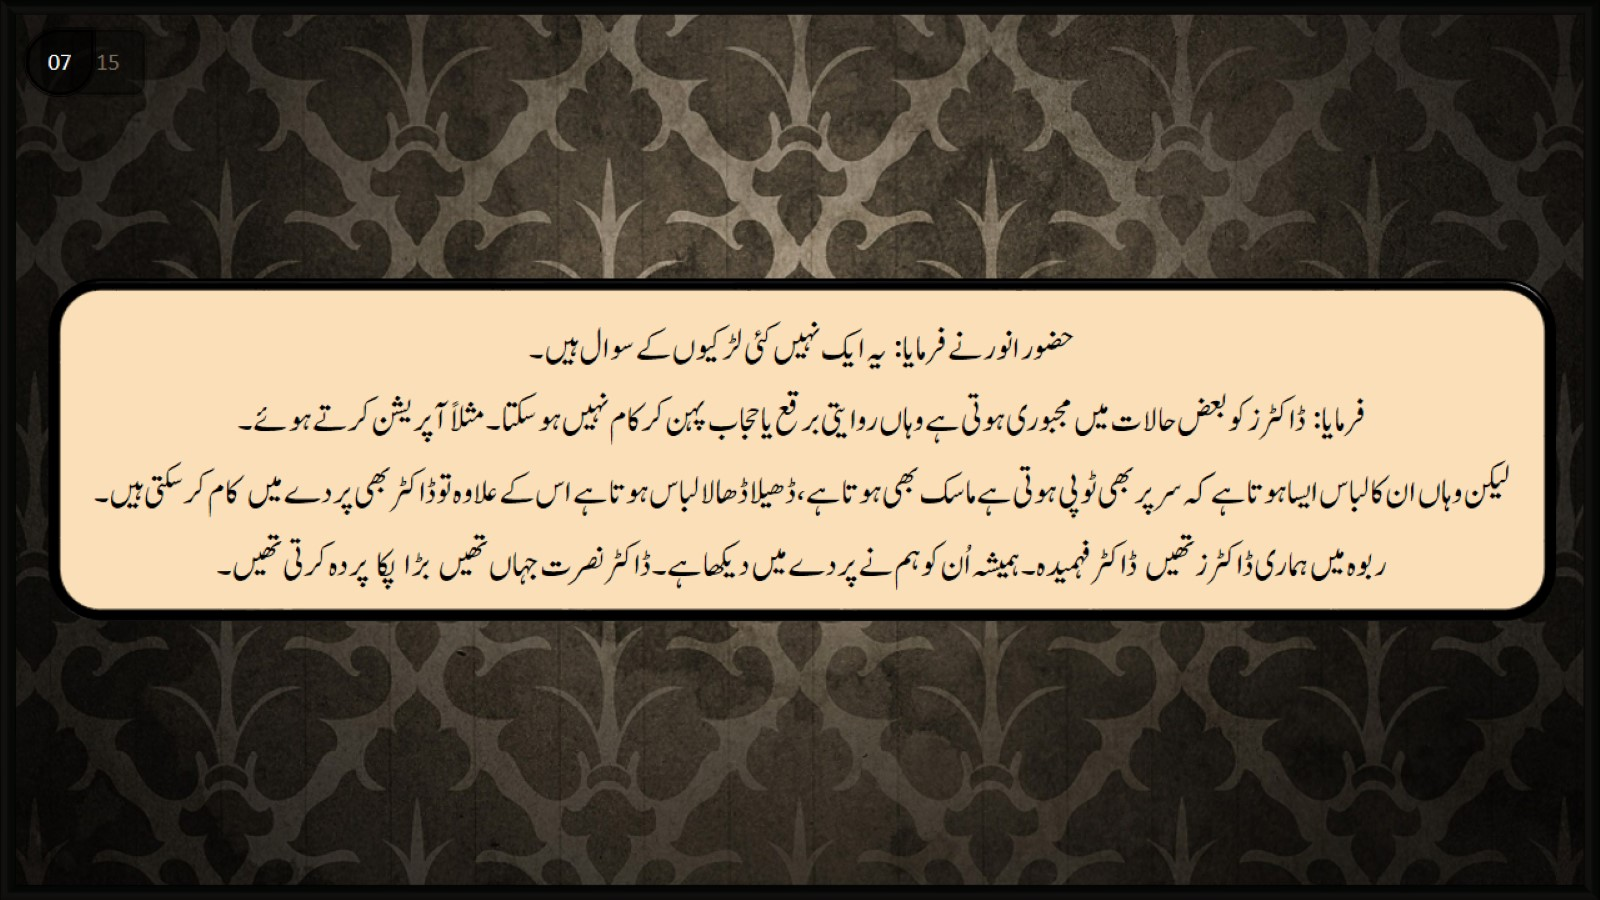 07 15
حضور انور نے فرمایا: یہ ایک نہیں کئی لڑکیوں کے سوال ہیں۔
فرمایا: ڈاکٹرز کو بعض حالات میں مجبوری ہوتی ہے وہاں روایتی برقع یا حجاب پہن کر کام نہیں ہو سکتا۔ مثلاً آپریشن کرتے ہوئے۔
لیکن وہاں ان کا لباس ایسا ہوتا ہے کہ سر پر بھی ٹوپی ہوتی ہے ماسک بھی ہوتا ہے، ڈھیلا ڈھالا لباس ہوتا ہے اس کے علاوہ تو ڈاکٹر بھی پردے میں کام کر سکتی ہیں۔
ربوہ میں ہماری ڈاکٹرز تھیں ڈاکٹر فہمیدہ۔ ہمیشہ اُن کو ہم نے پردے میں دیکھا ہے۔ ڈاکٹر نصرت جہاں تھیں بڑا پکا پردہ کرتی تھیں۔